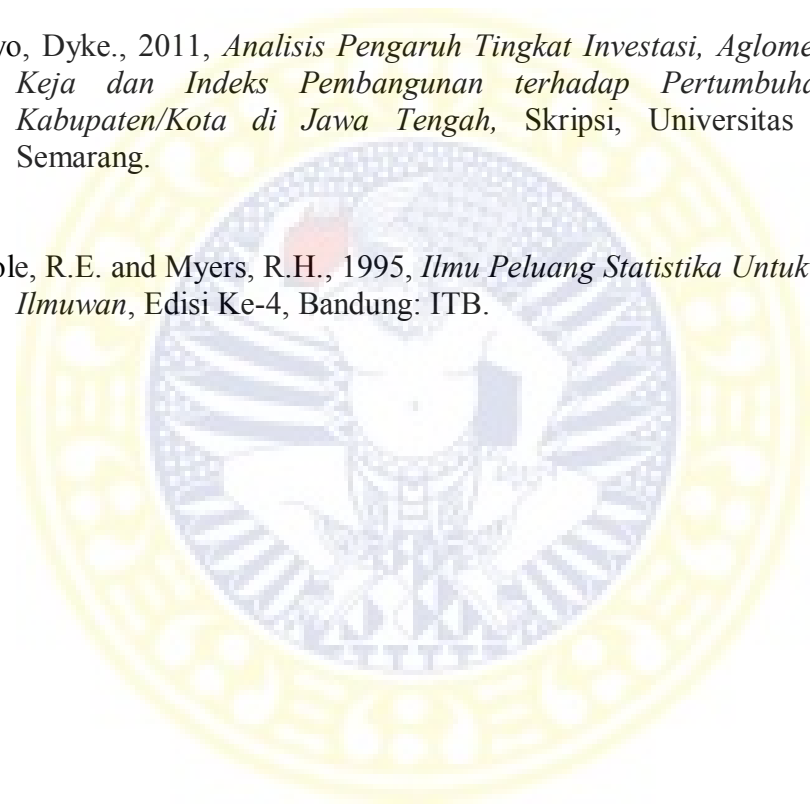 vo, Dyke., 2011, Analisis Pengaruh Tingkat Investasi, Aglome
Keja dan Indeks Pembangunan terhadap Pertumbuha
Kabupaten/Kota di Jawa Tengah, Skripsi, Universitas
Semarang.
ole, R.E. and Myers, R.H., 1995, Ilmu Peluang Statistika Untuk
Ilmuwan, Edisi Ke-4, Bandung: ITB.